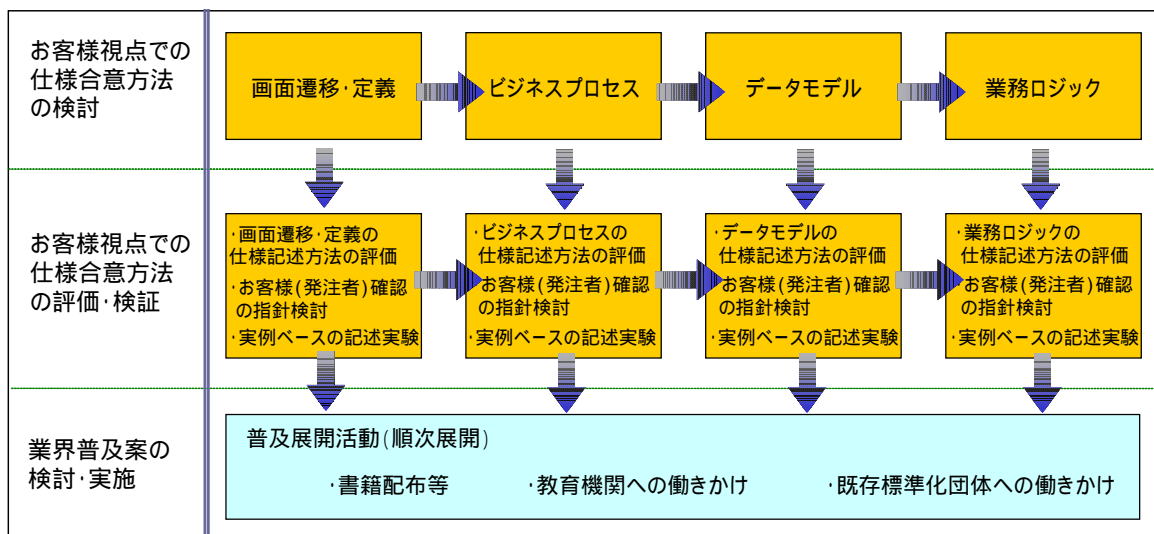 お客様視点での
仕様合意方法
の検討
画面遷移・定義
ビジネスプロセス
データモデル
業務ロジック
お客様視点での
仕様合意方法
の評価・検証
・画面遷移・定義の
仕様記述方法の評価
・お客様(発注者)確認
の指針検討
・実例ベースの記述実験
・ビジネスプロセスの
仕様記述方法の評価
お客様(発注者)確認
の指針検討
・実例ベースの記述実験
・データモデルの
仕様記述方法の評価
お客様(発注者)確認
の指針検討
・実例ベースの記述実験
・業務ロジックの
仕様記述方法の評価
お客様(発注者)確認
の指針検討
・実例ベースの記述実験
業界普及案の
検討・実施
普及展開活動(順次展開)
・書籍配布等
・教育機関への働きかけ
・既存標準化団体への働きかけ